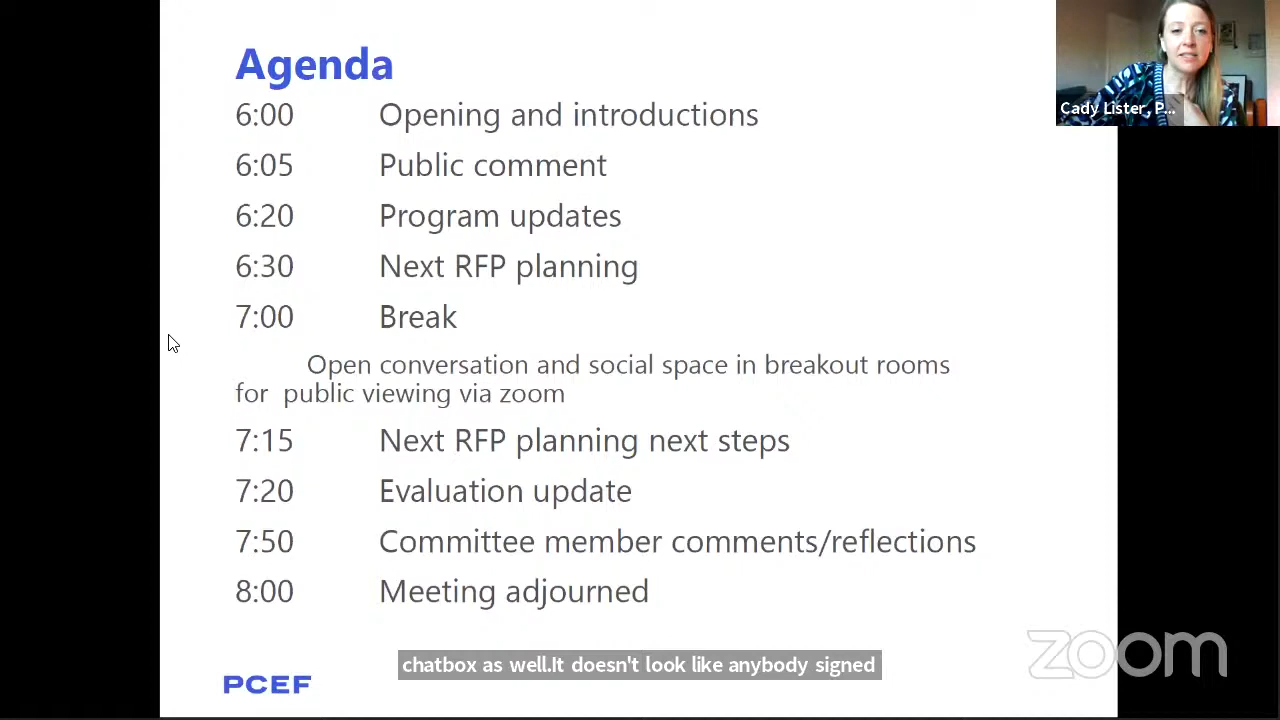 Agenda
6:00 Opening and introductions
6:05 Public comment
6:20 Program updates
6:30 Next RFP planning
7:00 Break
Open conversation and social space in breakout rooms
for public viewing via zoom
7:15 Next RFP planning next steps
7:20 Evaluation update
7:50 Committee member comments/reflections
8:00 Meeting adjourned
PCEF
chatbox as well.It doesn't look like anybody signed
zoom
Cady Lister, P...